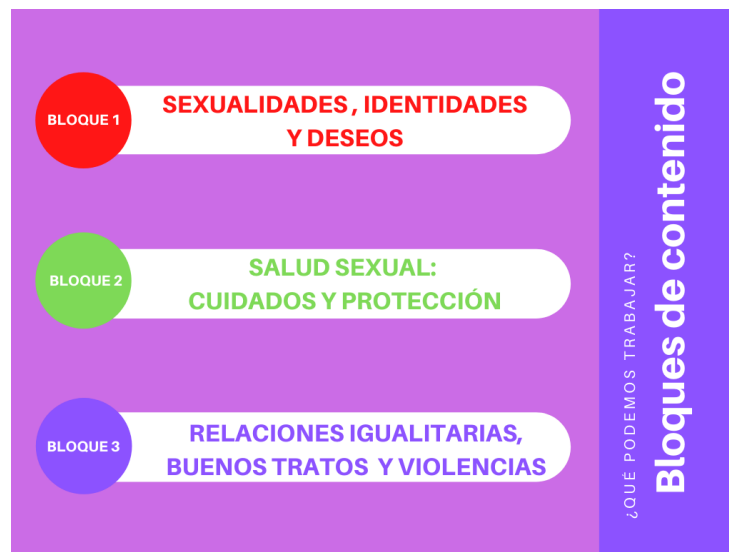 BLOQUE 1
SEXUALIDADES, IDENTIDADES
Y DESEOS
BLOQUE 2
SALUD SEXUAL:
CUIDADOS Y PROTECCIÓN
BLOQUE 3
RELACIONES IGUALITARIAS,
BUENOS TRATOS Y VIOLENCIAS
¿QUÉ PODEMOS TRABAJAR?
Bloques de contenido